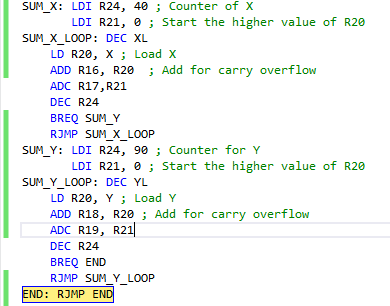 SUM_X: LDI R24, 40 ; Counter of X
LDI R21, 0 ; Start the higher value of R20
SUM_X_LOOP: DEC XL
LD R20, X ; Load X
ADD R16, R20  ; Add for carry overflow
ADC R17,R21
DEC R24
BREQ SUM_Y
RJMP SUM_X_LOOP
SUM_Y: LDI R24, 90 ; Counter for Y
LDI R21, 0 ; Start the higher value of R20
SUM_Y_LOOP: DEC YL
LD R20, Y ; Load Y
ADD R18, R20 ; Add for carry overflow
ADC R19, R21
DEC R24
BREQ END
RJMP SUM_Y_LOOP
END: RJMP END